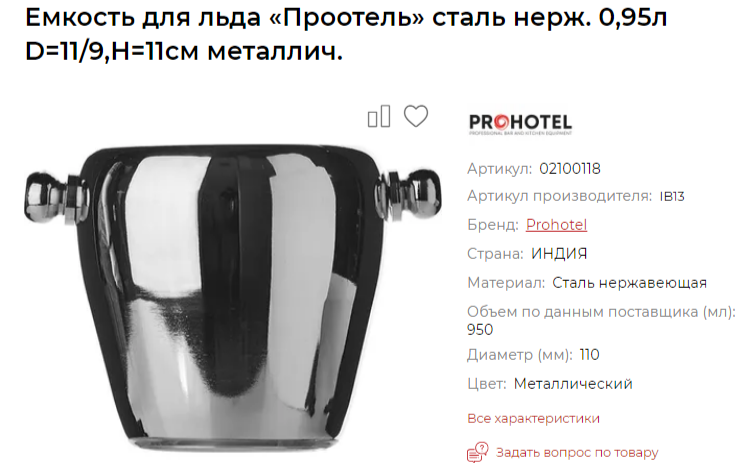 Емкость для льда «Проотель» сталь нерж. 0,95л
D=11/9,H=11см металлич.
PROHOTEL
PROFESSIONAL BAR AND KITCHEN EQUIPMENT
Артикул: 02100118
Артикул производителя: IB13
Бренд: Prohotel
Страна: ИНДИЯ
Материал: Сталь нержавеющая
Объем по данным поставщика (мл):
950
Диаметр (мм): 110
Цвет: Металлический
Все характеристики
Задать вопрос по товару